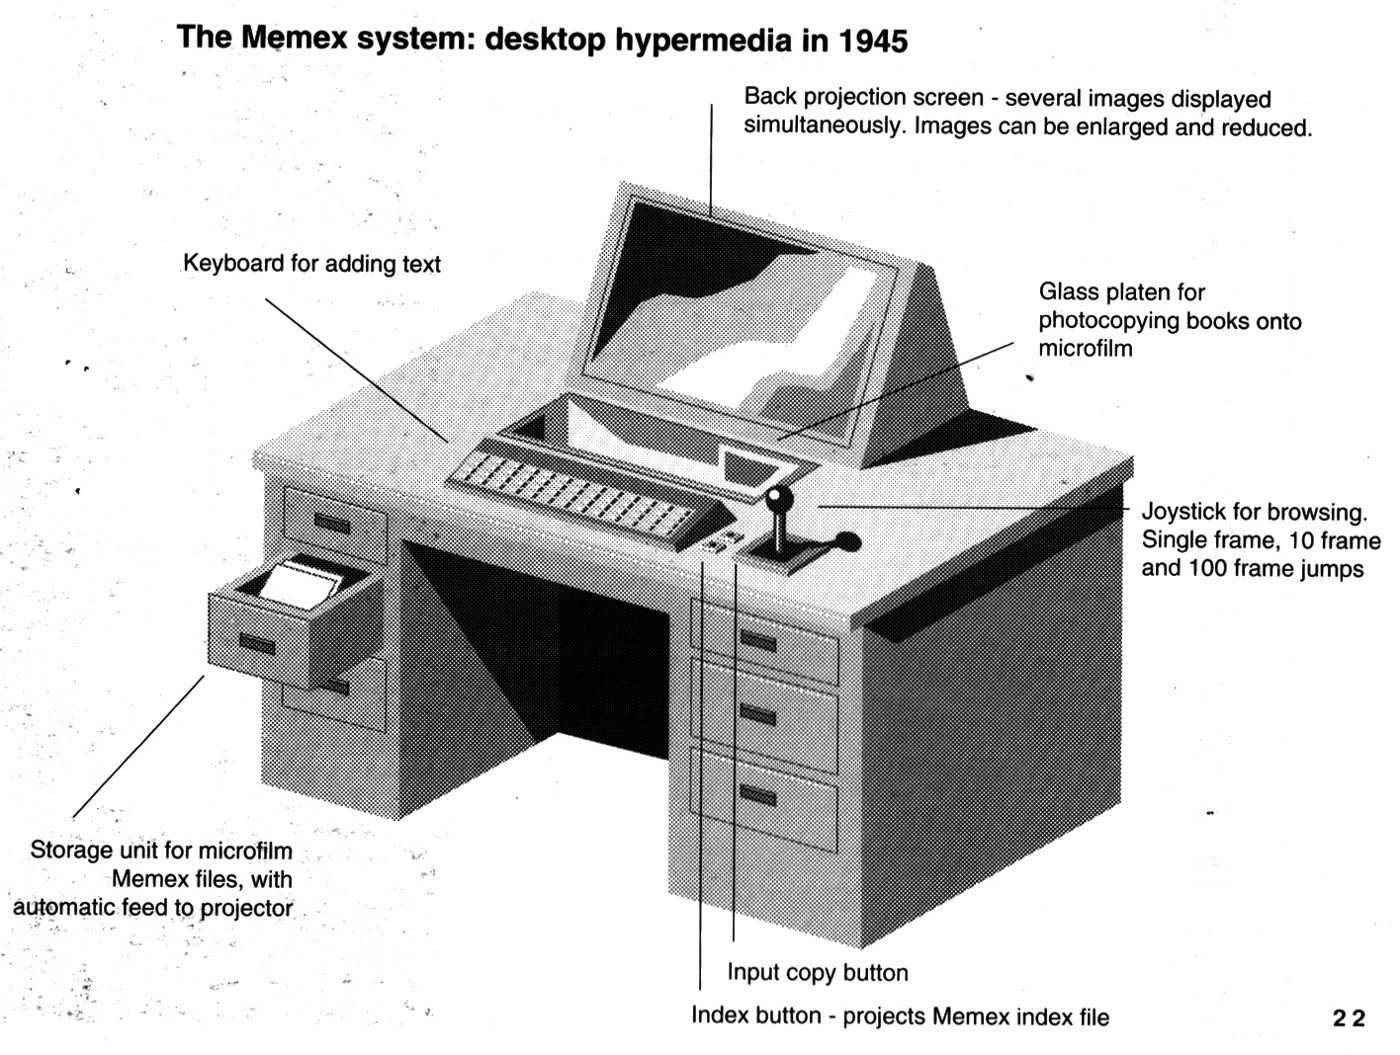 The Memex system: desktop hypermedia in 1945
Back projection screen - several images displayed
simultaneously. Images can be enlarged and reduced.
Keyboard for adding text
Glass platen for
photocopying books onto
microfilm
Joystick for browsing.
Single frame, 10 frame
and 100 frame jumps
Storage unit for microfilm
Memex files, with
automatic feed to projector
Input copy button
Index button - projects Memex index file
22